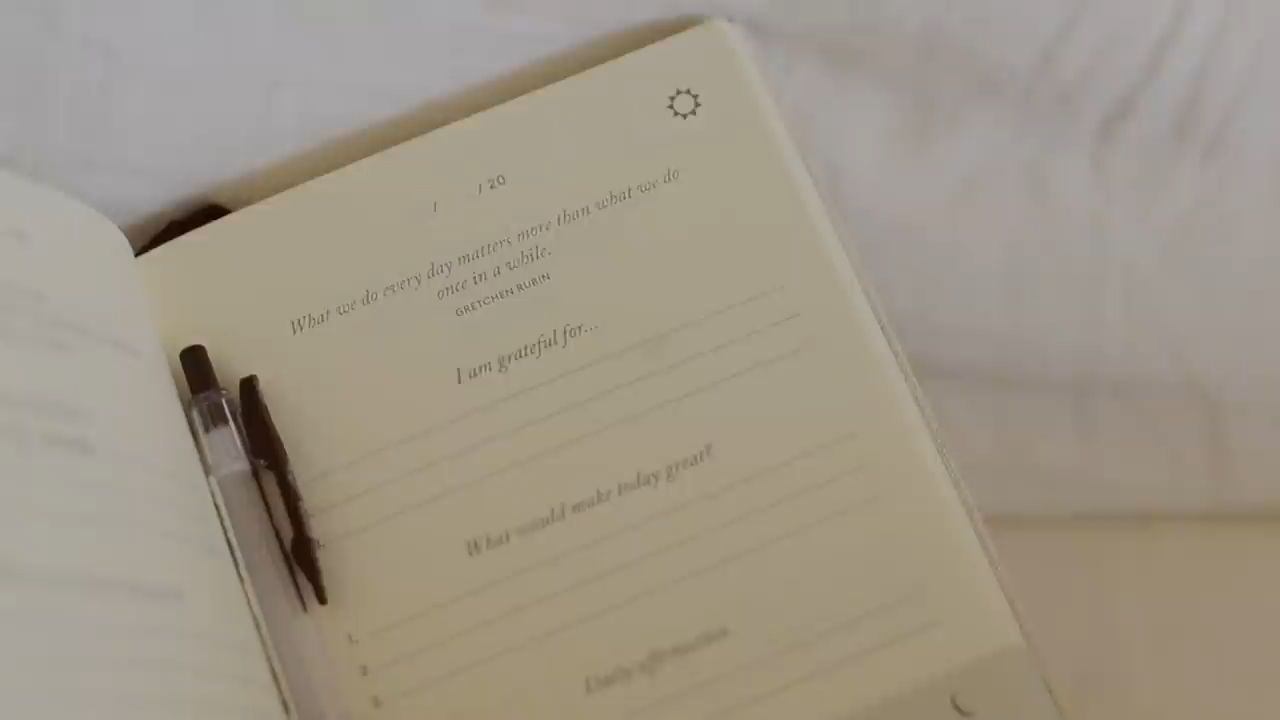 / / 20
What we do every day matters more than what we do
once in a while.
GRETCHEN RUBIN
I am grateful for...
What would make today great?
1.
2.
3.
Daily affirmation